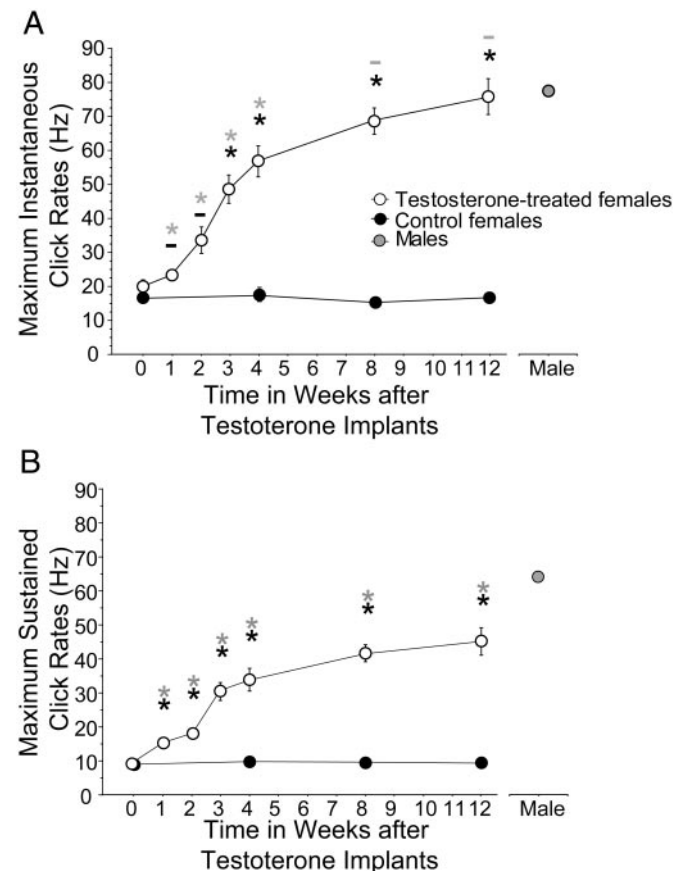 A
Maximum Instantaneous
Click Rates (Hz)
90
80
70
60
50
40
30
20
10
0
* * * * – –
– – * * * *
Testosterone-treated females
Control females
Males
0 1 2 3 4 5 6 7 8 9 10 11 12 Male
Time in Weeks after
Testoterone Implants
B
Maximum Sustained
Click Rates (Hz)
90
80
70
60
50
40
30
20
10
0
* * * * * *
* * * * * *
0 1 2 3 4 5 6 7 8 9 10 11 12 Male
Time in Weeks after
Testoterone Implants